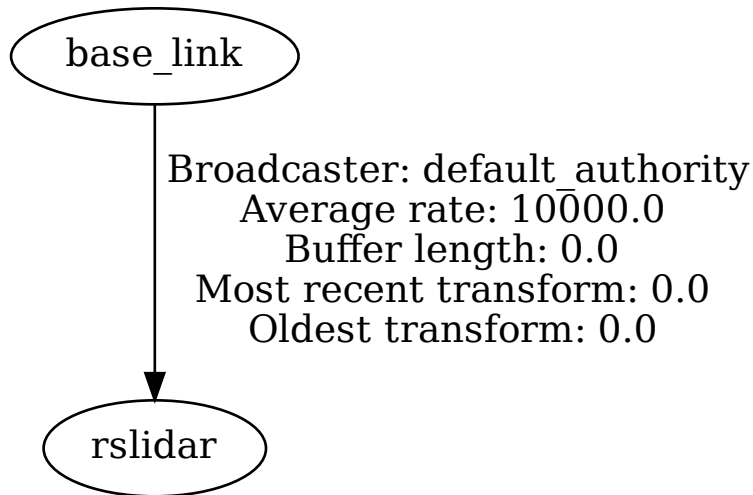 base_link
Broadcaster: default_authority
Average rate: 10000.0
Buffer length: 0.0
Most recent transform: 0.0
Oldest transform: 0.0
rslidar